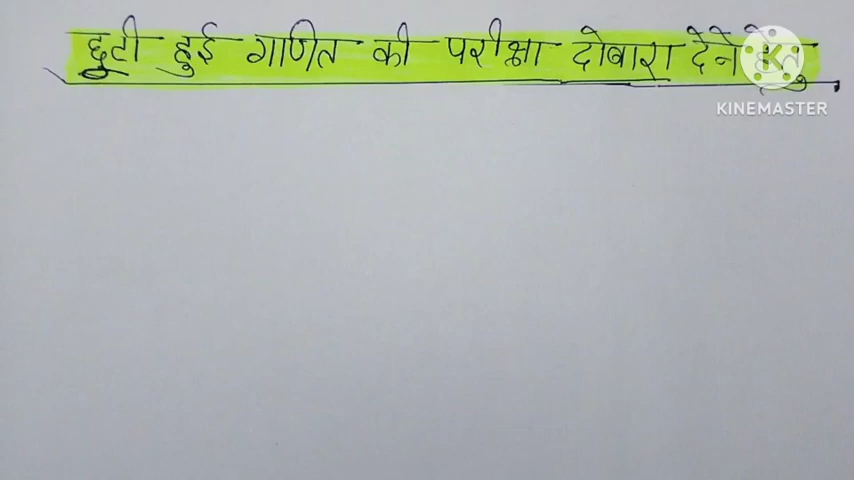 छूटी हुई गणित की परीक्षा दोबारा देने हेतु
KINEMASTER